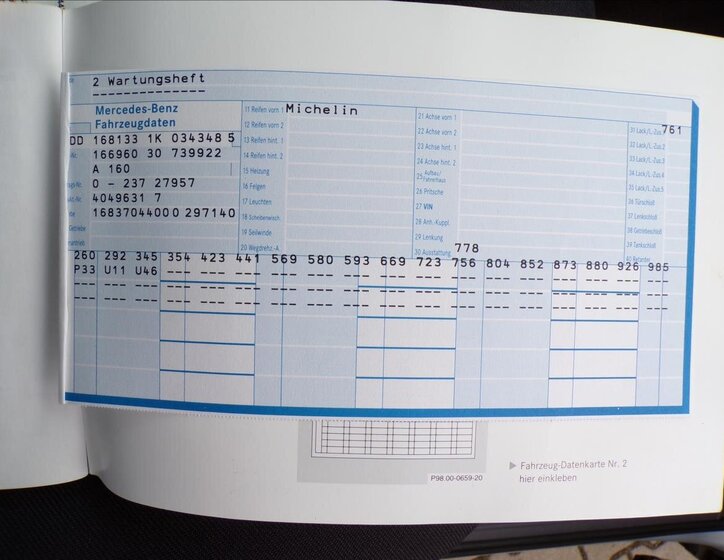 2 Wartungsheft
Mercedes-Benz
Fahrzeugdaten
DD 168133 1K 034348 5
166960 30 739922
A 160
0 - 237 27957
4049631 7
16837044000 297140
11 Reifen vorn 1 Michelin
12 Reifen vorn 2
13 Reifen hint. 1
14 Reifen hint. 2
15 Heizung
16 Felgen
17 Leuchten
18 Scheibenwisch.
19 Seilwinde
20 Wegdrehz.-A.
21 Achse vorn 1
22 Achse vorn 2
23 Achse hint. 1
24 Achse hint. 2
25 Aufbau/
Fahrerhaus
26 Pritsche
27 VIN
28 Anh.-Kuppl.
29 Lenkung
30 Ausstattung 778
31 Lack/L-Zus. 761
32 Lack/L-Zus.2
33 Lack/L-Zus.3
34 Lack/L-Zus.4
35 Lack/L-Zus.5
36 Türschloß
37 Lenkschloß
38 Getriebeschloß
39 Tankschloß
40 Retarder
260 292 345 354 423 441 569 580 593 669 723 756 804 852 873 880 926 985
P33 U11 U46 --- --- --- --- --- --- --- --- --- --- --- --- --- --- ---
--- --- --- --- --- --- --- --- --- --- --- --- --- --- --- --- --- ---
--- --- --- --- --- --- --- --- --- --- --- --- --- --- --- --- --- ---
P98.00-0659-20
Fahrzeug-Datenkarte Nr. 2
hier einkleben